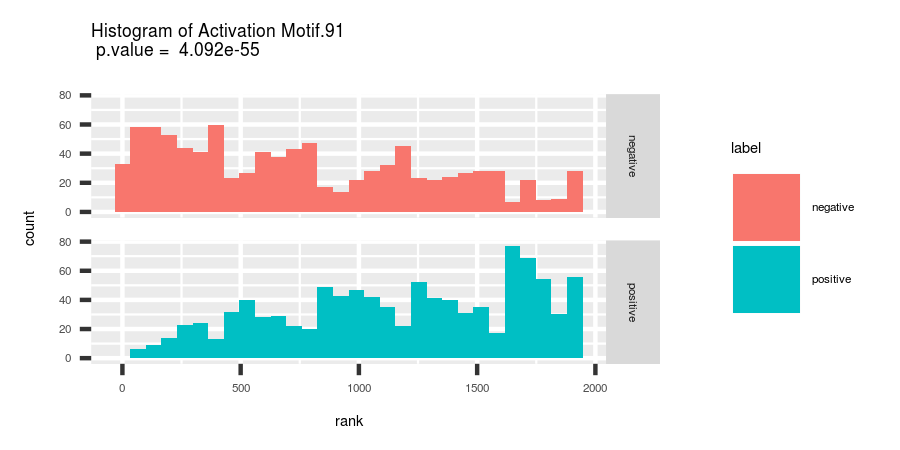 Histogram of Activation Motif.91
p.value = 4.092e-55
80
60
40
20
0
negative
80
60
40
20
0
positive
0 500 1000 1500 2000
rank
count
label
negative
positive